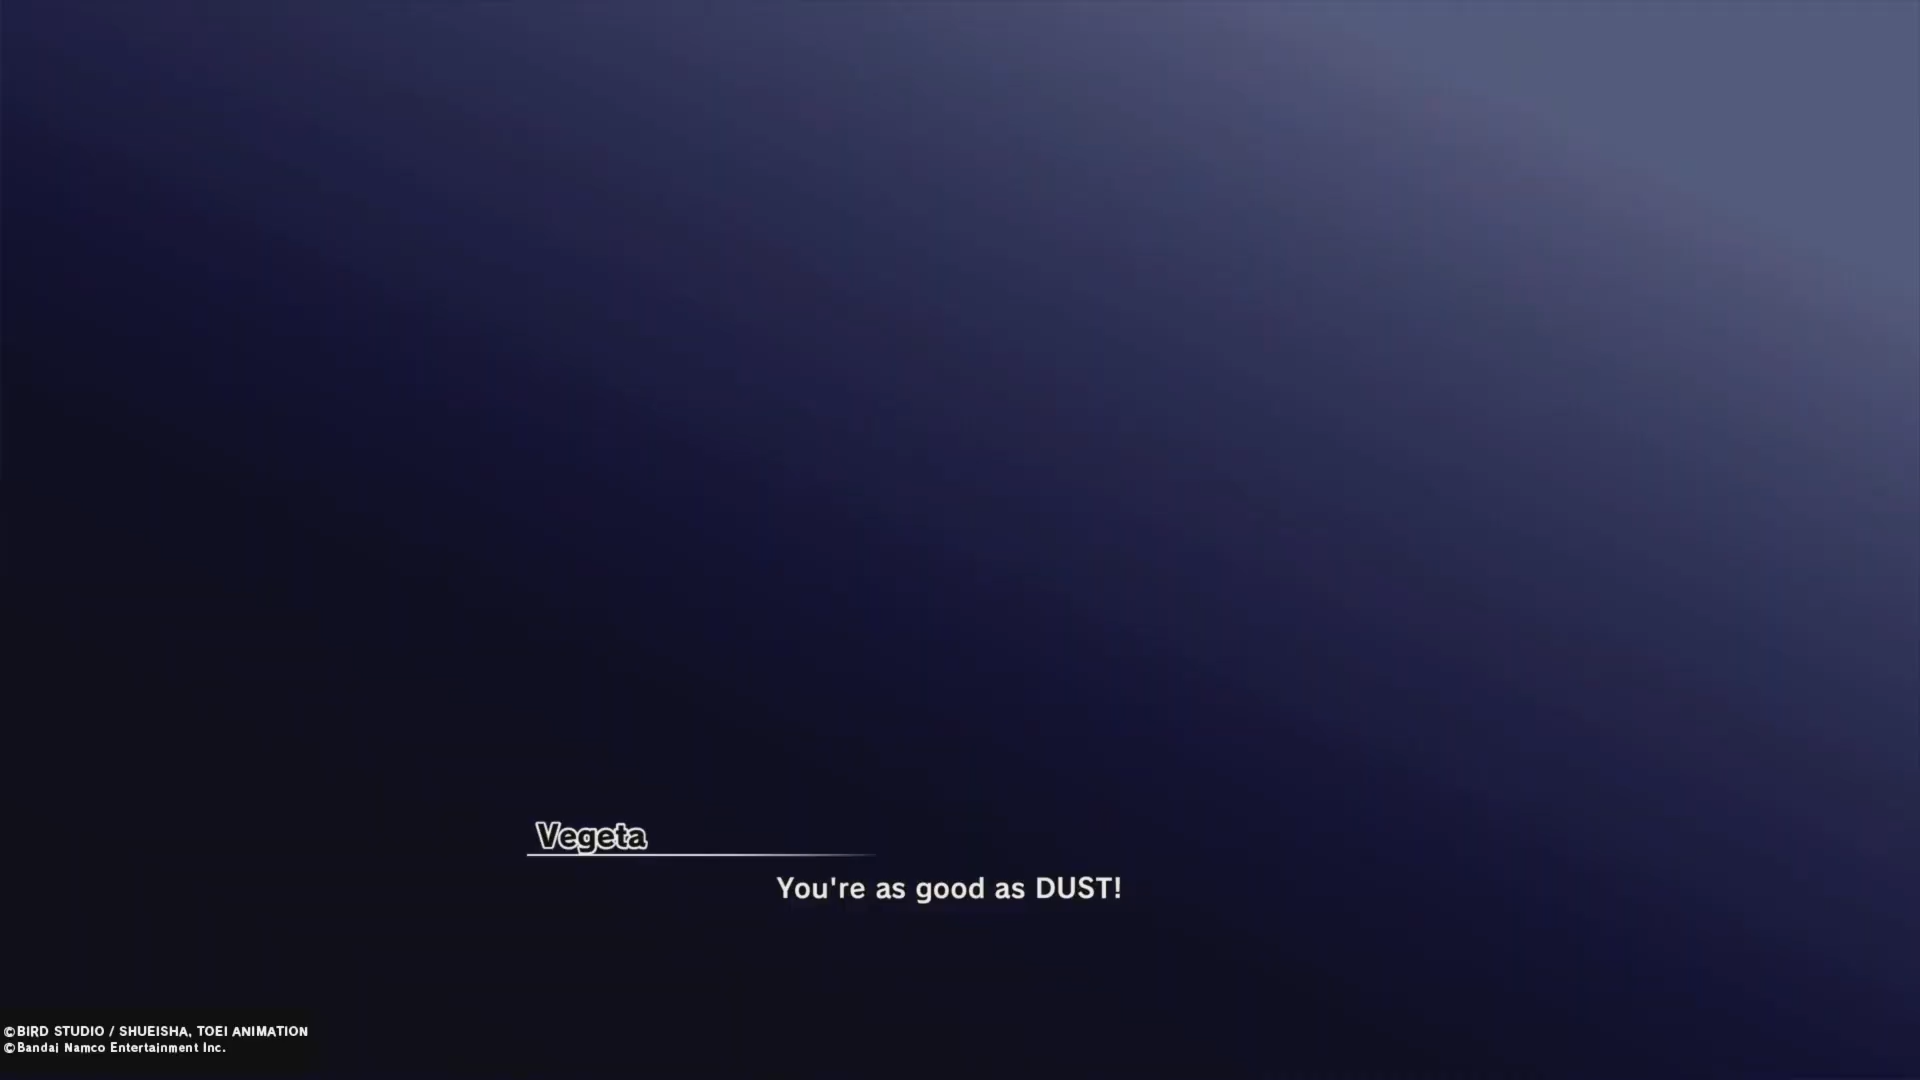 Vegeta
You're as good as DUST!
©BIRD STUDIO / SHUEISHA, TOEI ANIMATION
©Bandai Namco Entertainment Inc.